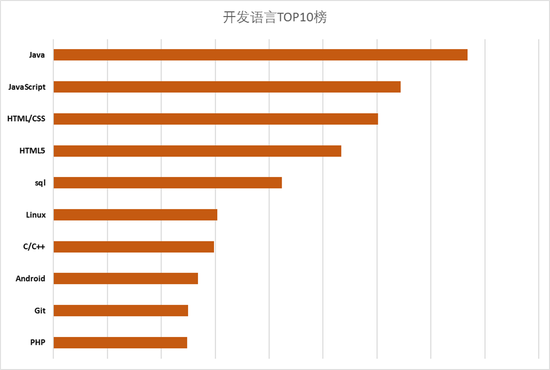 开发语言TOP10榜
Java
JavaScript
HTML/CSS
HTML5
sql
Linux
C/C++
Android
Git
PHP